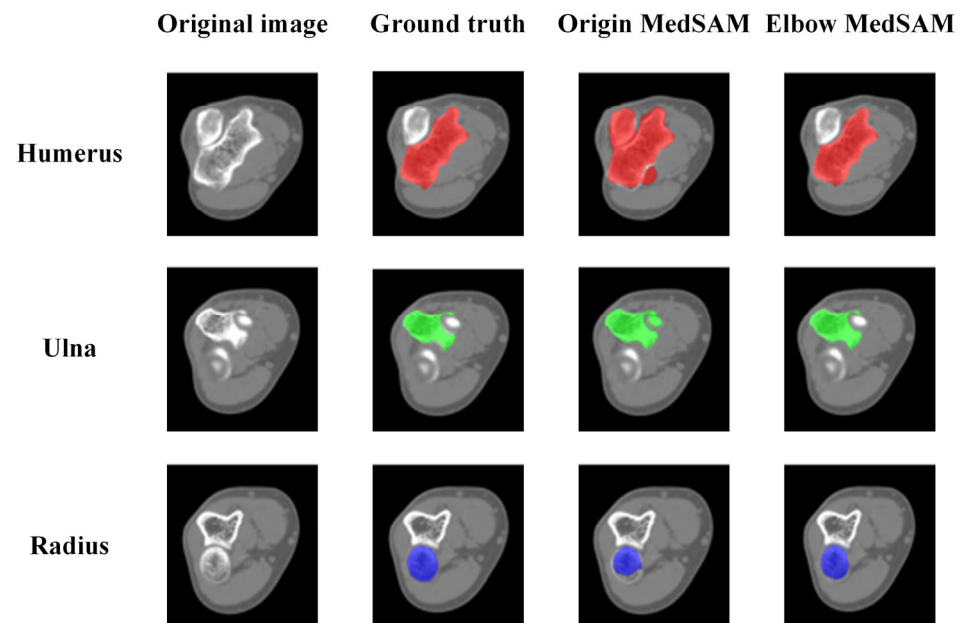 Original image Ground truth Origin MedSAM Elbow MedSAM
Humerus
Ulna
Radius